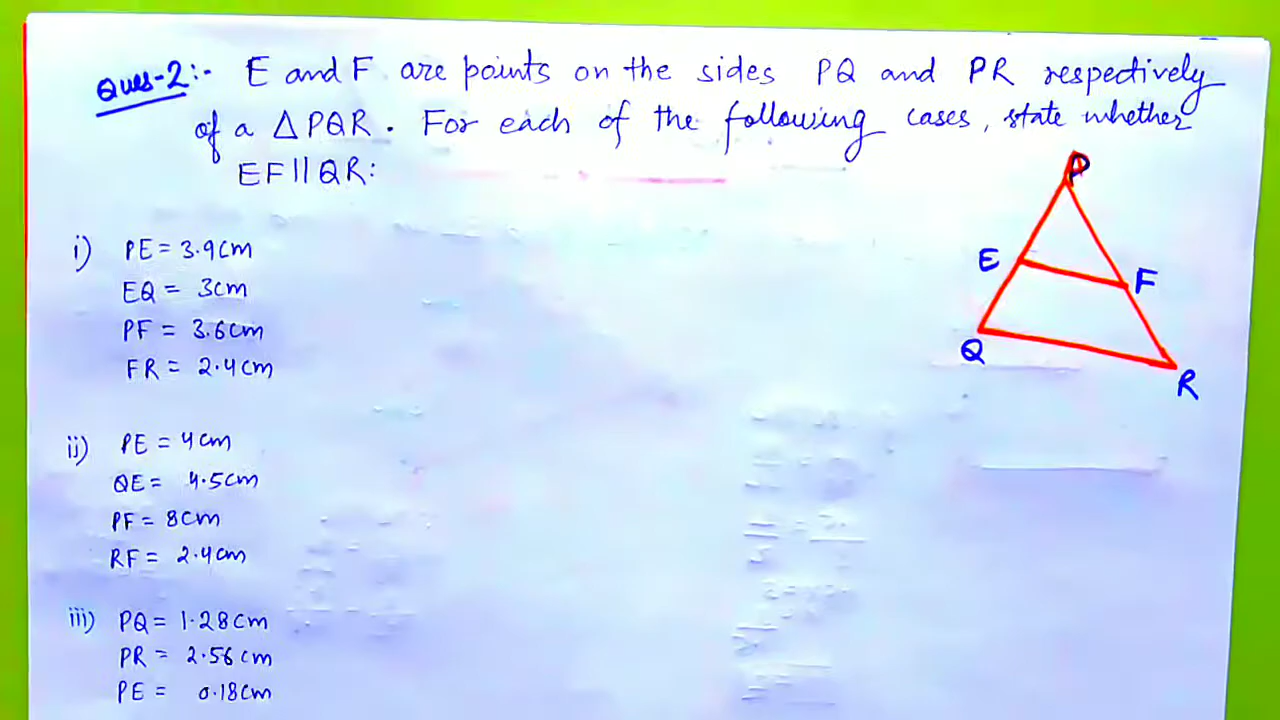 Ques-2:- E and F are points on the sides PQ and PR respectively
of a △PQR. For each of the following cases, state whether
EF||QR:
P
E
F
Q
R
i) PE = 3.9cm
EQ = 3cm
PF = 3.6cm
FR = 2.4cm
ii) PE = 4cm
QE = 4.5cm
PF = 8cm
RF = 2.4cm
iii) PQ = 1.28cm
PR = 2.56cm
PE = 0.18cm